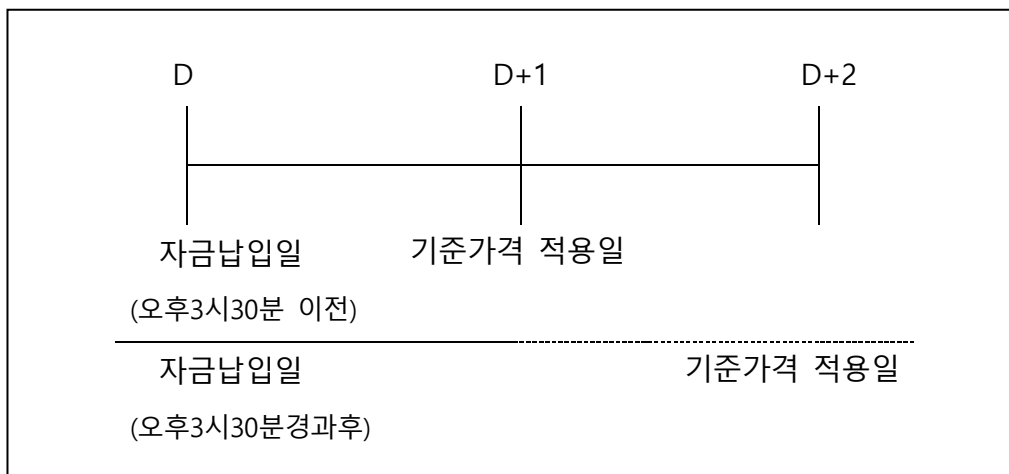 D D+1 D+2
자금납입일 기준가격 적용일
(오후3시30분 이전)
자금납입일 기준가격 적용일
(오후3시30분경과후)